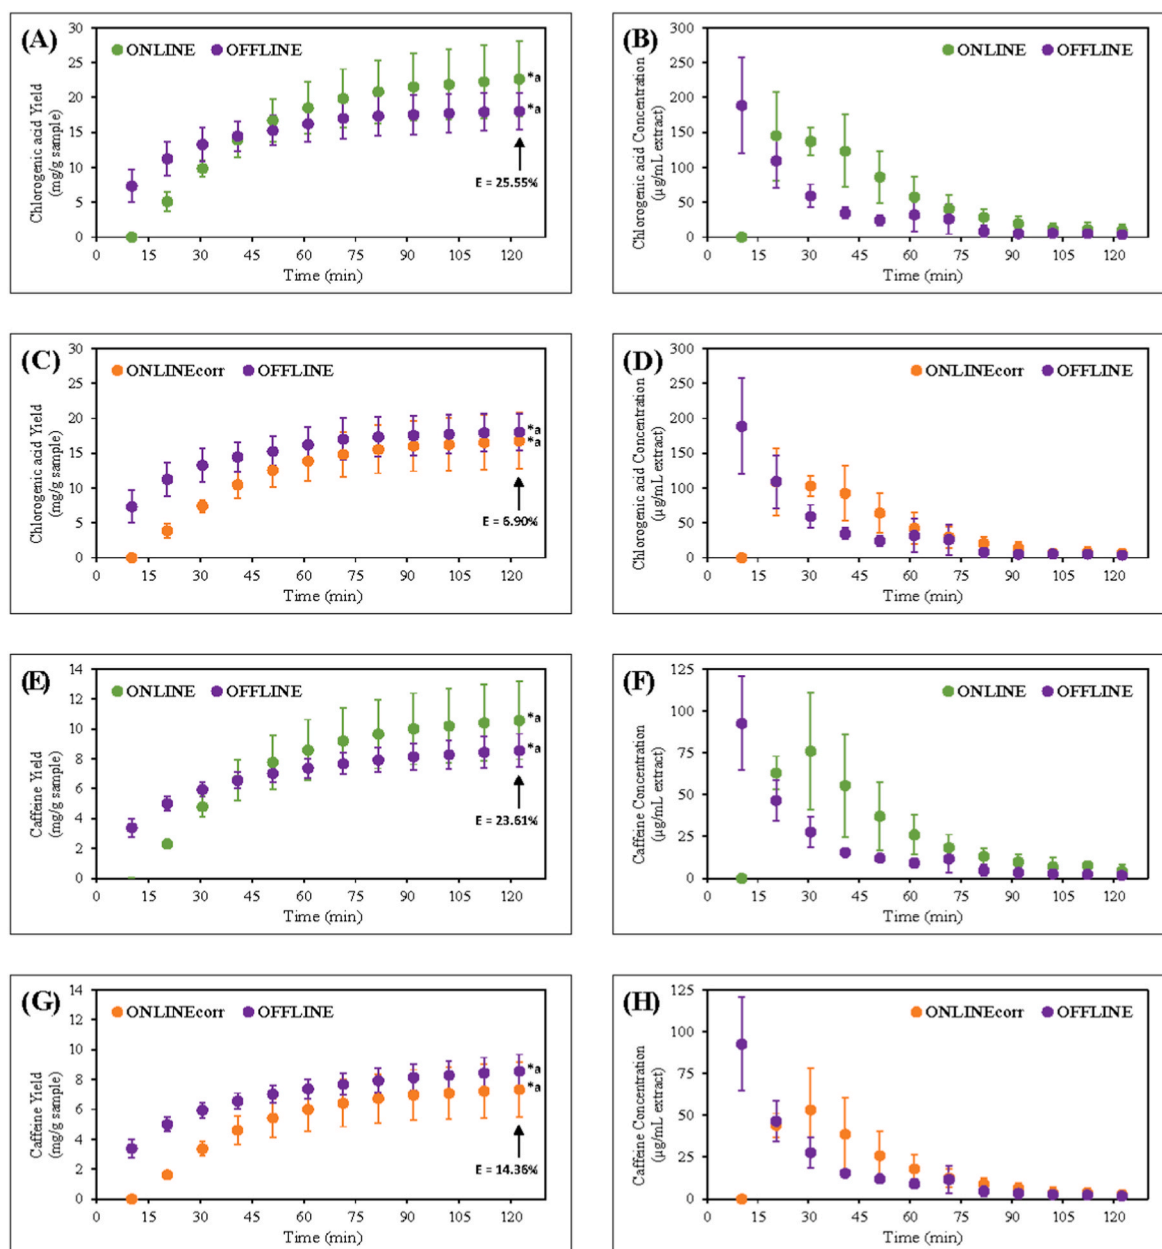 (A)
ONLINE OFFLINE
Chlorogenic acid Yield
(mg/g sample)
30
25
20
15
10
5
0
*a
*a
E = 25.55%
0 15 30 45 60 75 90 105 120
Time (min)
(B)
ONLINE OFFLINE
Chlorogenic acid Concentration
(µg/mL extract)
300
250
200
150
100
50
0
0 15 30 45 60 75 90 105 120
Time (min)
(C)
ONLINEcorr OFFLINE
Chlorogenic acid Yield
(mg/g sample)
30
25
20
15
10
5
0
*a
*a
E = 6.90%
0 15 30 45 60 75 90 105 120
Time (min)
(D)
ONLINEcorr OFFLINE
Chlorogenic acid Concentration
(µg/mL extract)
300
250
200
150
100
50
0
0 15 30 45 60 75 90 105 120
Time (min)
(E)
ONLINE OFFLINE
Caffeine Yield
(mg/g sample)
14
12
10
8
6
4
2
0
*a
*a
E = 23.61%
0 15 30 45 60 75 90 105 120
Time (min)
(F)
ONLINE OFFLINE
Caffeine Concentration
(µg/mL extract)
125
100
75
50
25
0
0 15 30 45 60 75 90 105 120
Time (min)
(G)
ONLINEcorr OFFLINE
Caffeine Yield
(mg/g sample)
14
12
10
8
6
4
2
0
*a
*a
E = 14.36%
0 15 30 45 60 75 90 105 120
Time (min)
(H)
ONLINEcorr OFFLINE
Caffeine Concentration
(µg/mL extract)
125
100
75
50
25
0
0 15 30 45 60 75 90 105 120
Time (min)